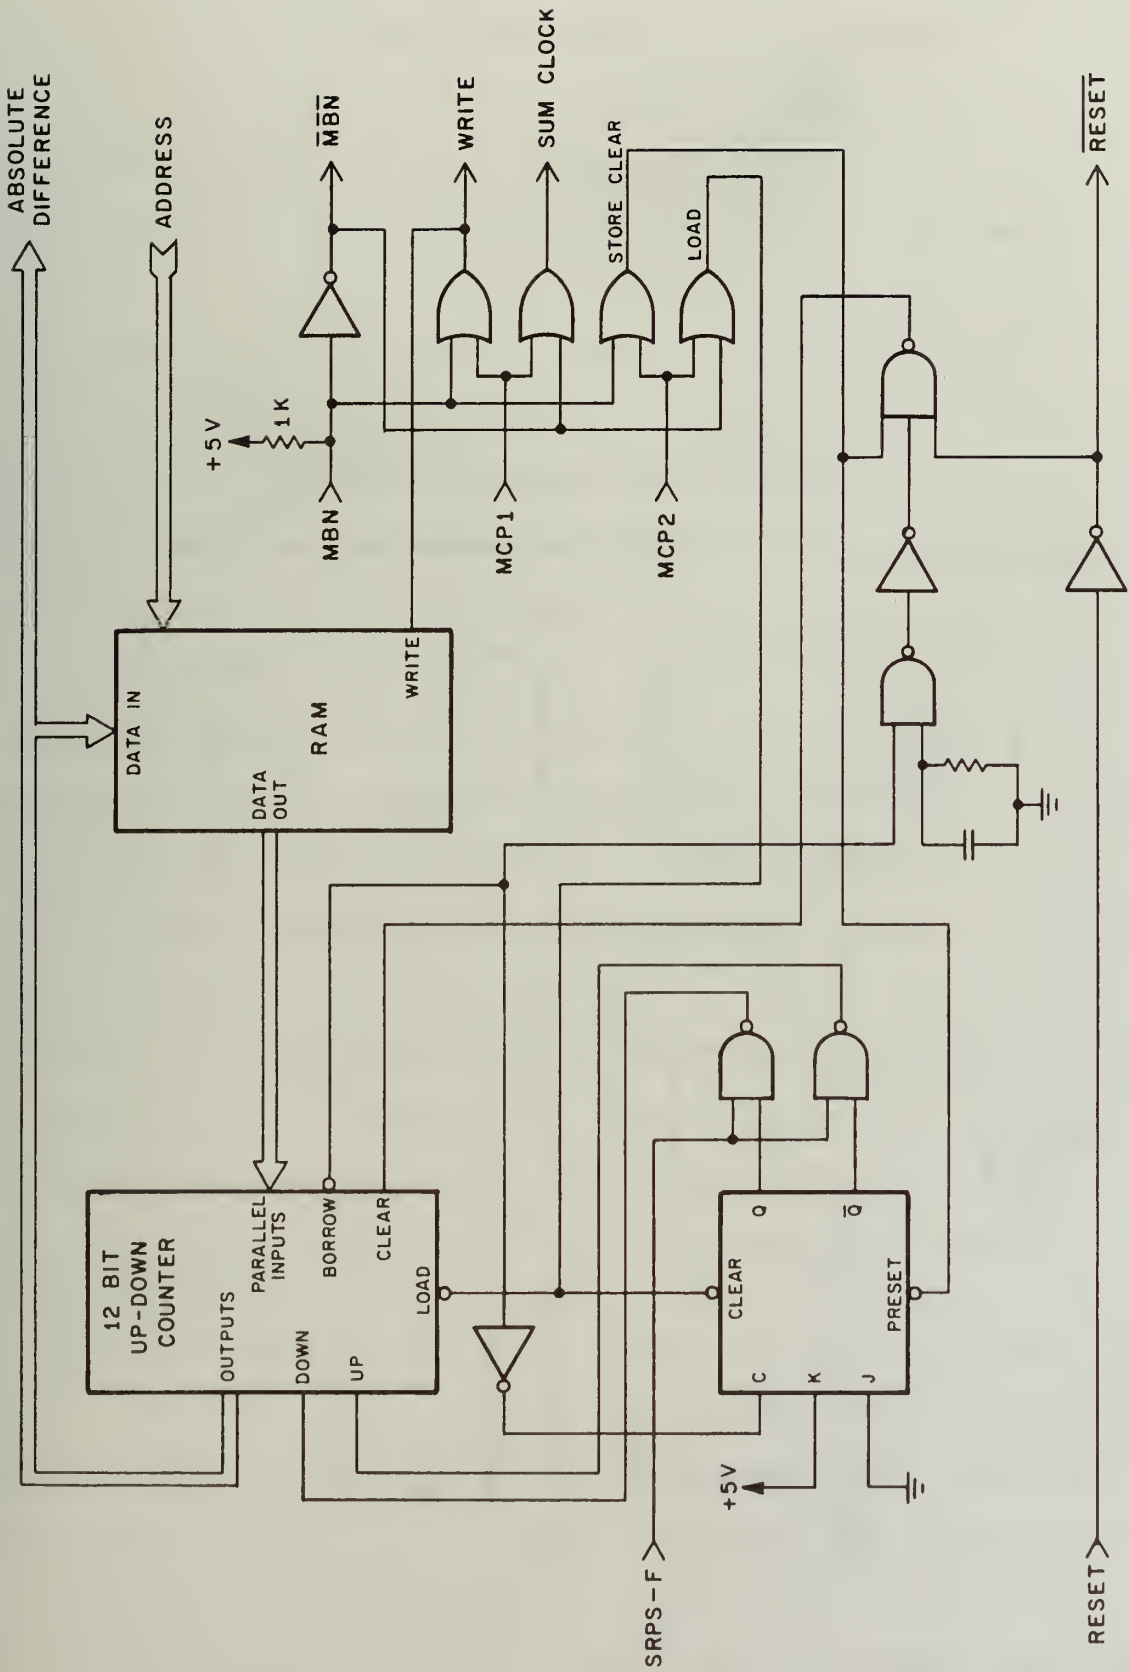 ABSOLUTE
DIFFERENCE
ADDRESS
M̅B̅N̅
WRITE
SUM CLOCK
STORE CLEAR
LOAD
R̅E̅S̅E̅T̅
+5V
1K
MBN
MCP1
MCP2
DATA IN
RAM
DATA
OUT
WRITE
12 BIT
UP-DOWN
COUNTER
OUTPUTS
PARALLEL
INPUTS
DOWN
BORROW
UP
CLEAR
LOAD
CLEAR
Q
C
K
Q̅
J
PRESET
+5V
SRPS-F
RESET